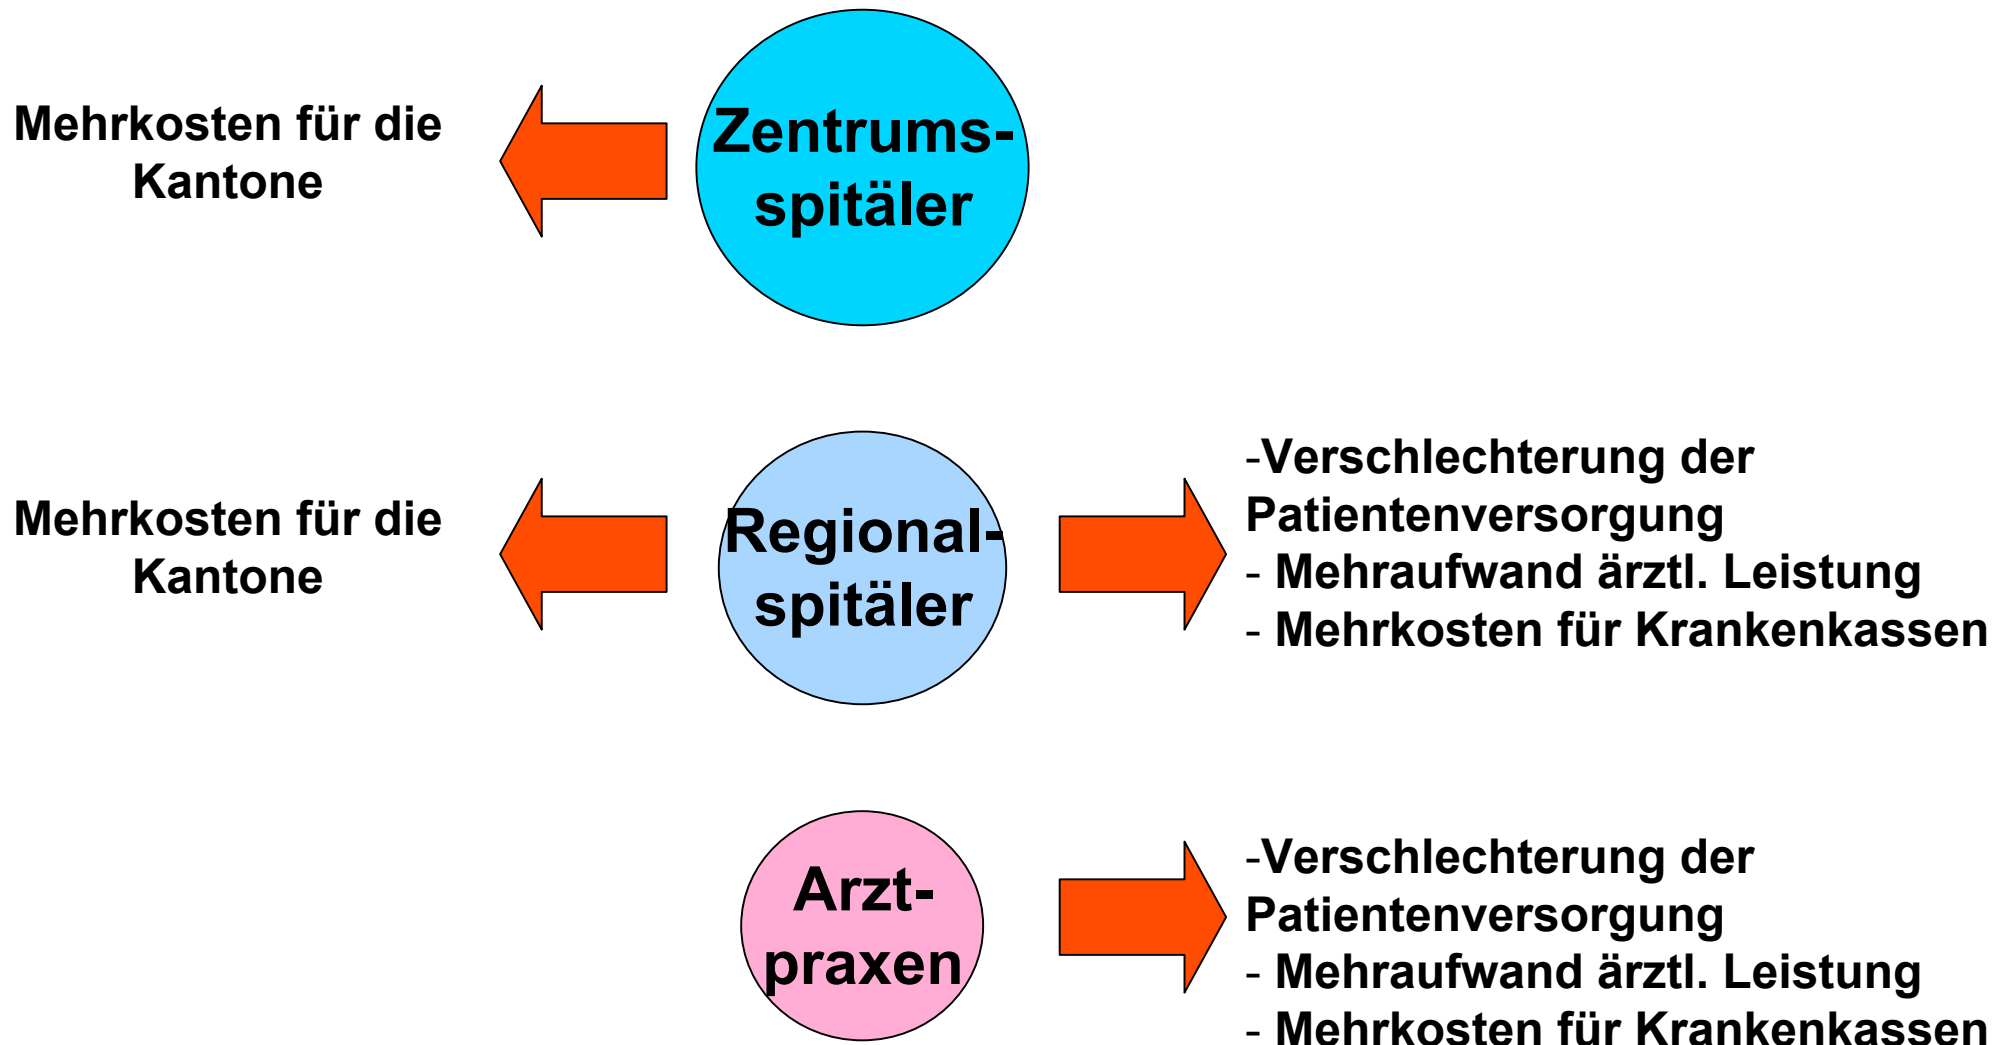 Mehrkosten für die
Kantone
Zentrums-
spitäler
Mehrkosten für die
Kantone
Regional-
spitäler
-Verschlechterung der
Patientenversorgung
- Mehraufwand ärztl. Leistung
- Mehrkosten für Krankenkassen
Arzt-
praxen
-Verschlechterung der
Patientenversorgung
- Mehraufwand ärztl. Leistung
- Mehrkosten für Krankenkassen